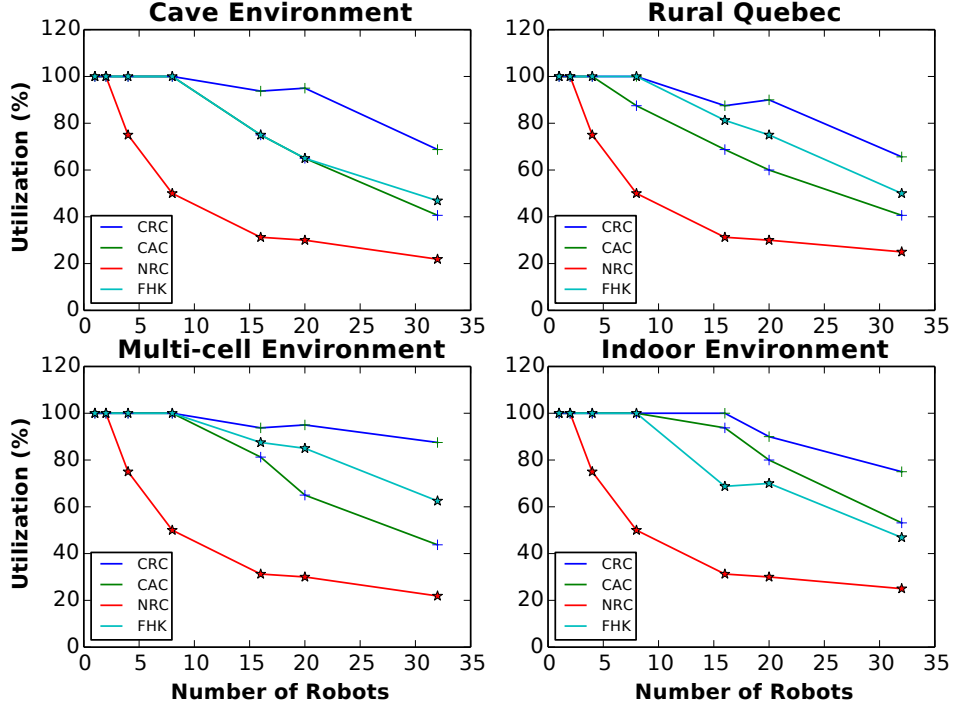 Cave Environment
120
100
80
60
40
20
0
Utilization (%)
CRC
CAC
NRC
FHK
0 5 10 15 20 25 30 35
Rural Quebec
120
100
80
60
40
20
0
CRC
CAC
NRC
FHK
0 5 10 15 20 25 30 35
Multi-cell Environment
120
100
80
60
40
20
0
Utilization (%)
CRC
CAC
NRC
FHK
0 5 10 15 20 25 30 35
Number of Robots
Indoor Environment
120
100
80
60
40
20
0
CRC
CAC
NRC
FHK
0 5 10 15 20 25 30 35
Number of Robots